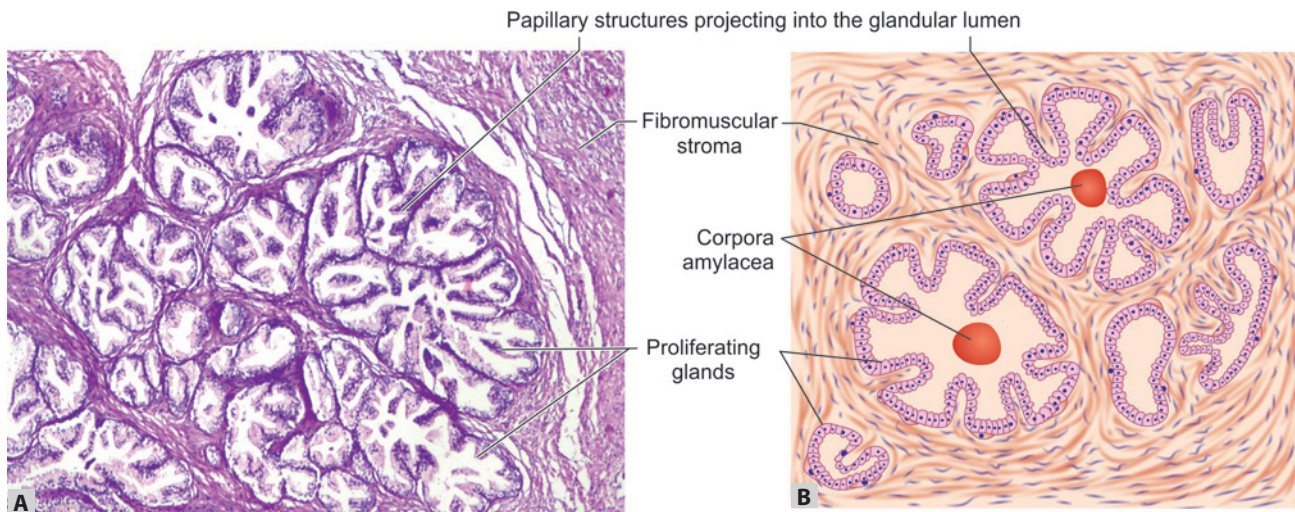 Papillary structures projecting into the glandular lumen
Fibromuscular
stroma
Corpora
amylacea
Proliferating
glands
A
B